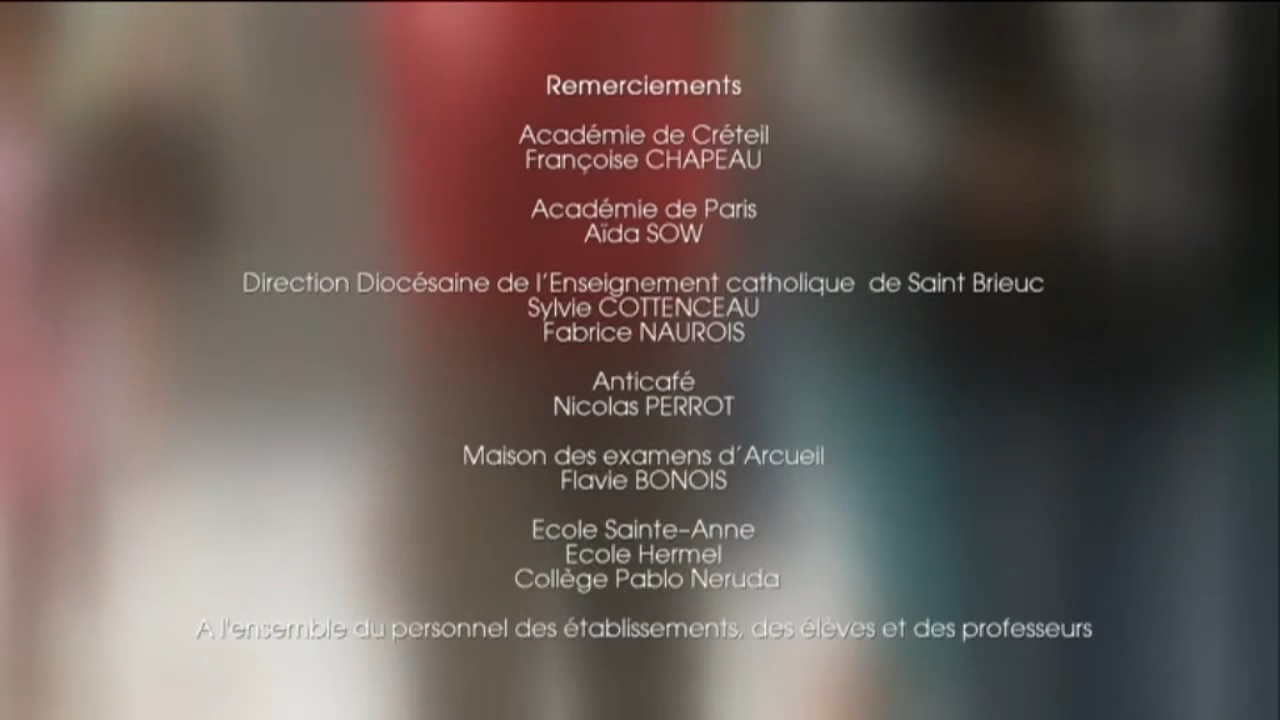 Remerciements
Académie de Créteil
Françoise CHAPEAU
Académie de Paris
Aïda SOW
Direction Diocésaine de l'Enseignement catholique de Saint Brieuc
Sylvie COTTENCEAU
Fabrice NAUROIS
Anticafé
Nicolas PERROT
Maison des examens d'Arcueil
Flavie BONOIS
Ecole Sainte-Anne
Ecole Hermel
Collège Pablo Neruda
A l'ensemble du personnel des établissements, des élèves et des professeurs